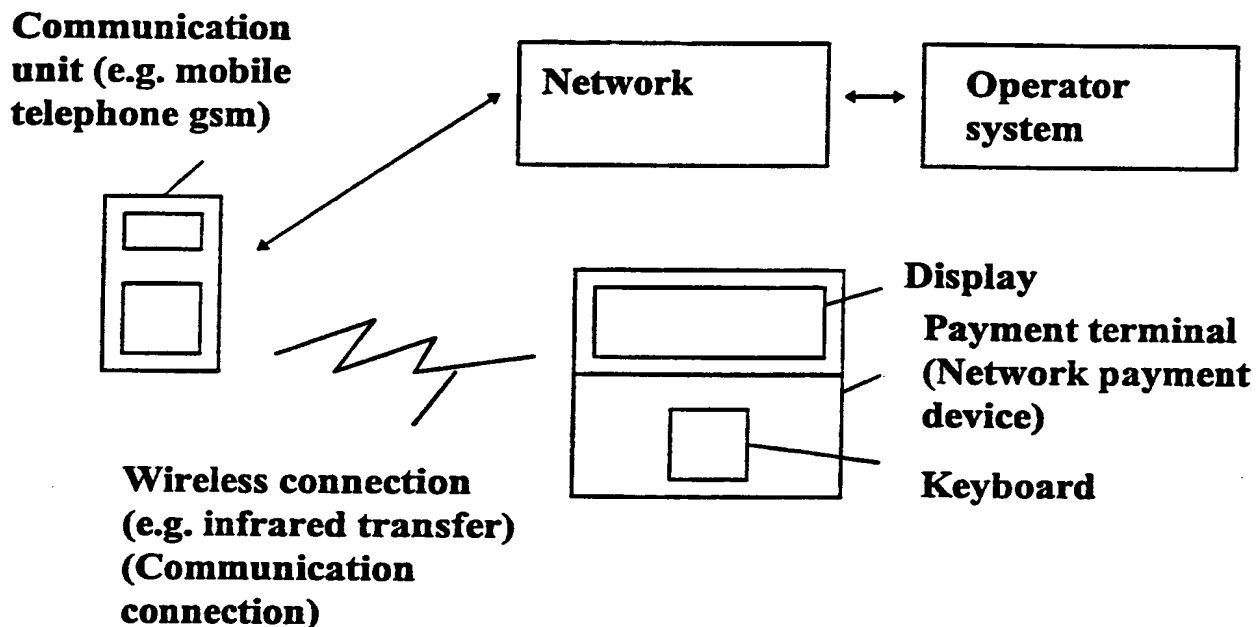 Communication
unit (e.g. mobile
telephone gsm)
Network
Operator
system
Display
Payment terminal
(Network payment
device)
Keyboard
Wireless connection
(e.g. infrared transfer)
(Communication
connection)